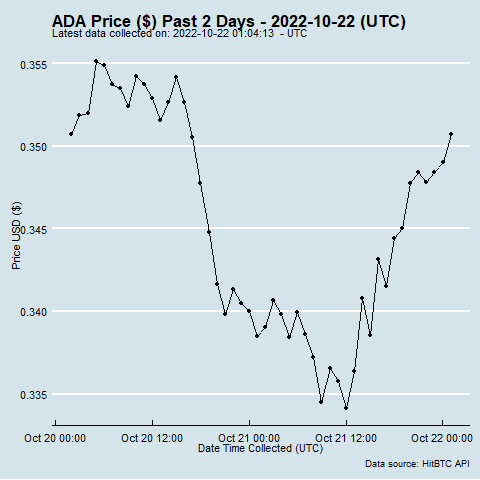 ADA Price ($) Past 2 Days - 2022-10-22 (UTC)
Latest data collected on: 2022-10-22 01:04:13  - UTC
0.355
0.350
0.345
0.340
0.335
Price USD ($)
Oct 20 00:00
Oct 20 12:00
Oct 21 00:00
Oct 21 12:00
Oct 22 00:00
Date Time Collected (UTC)
Data source: HitBTC API